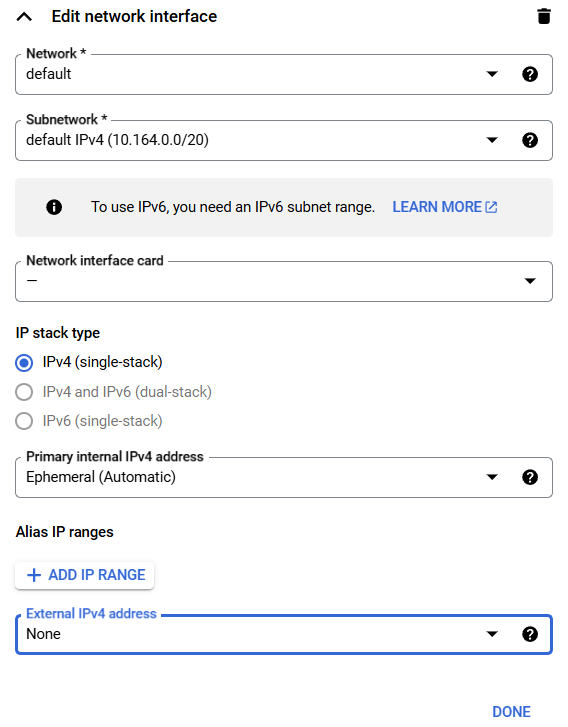 Edit network interface
Network *
default
Subnetwork *
default IPv4 (10.164.0.0/20)
To use IPv6, you need an IPv6 subnet range. LEARN MORE
Network interface card
—
IP stack type
IPv4 (single-stack)
IPv4 and IPv6 (dual-stack)
IPv6 (single-stack)
Primary internal IPv4 address
Ephemeral (Automatic)
Alias IP ranges
+ ADD IP RANGE
External IPv4 address
None
DONE